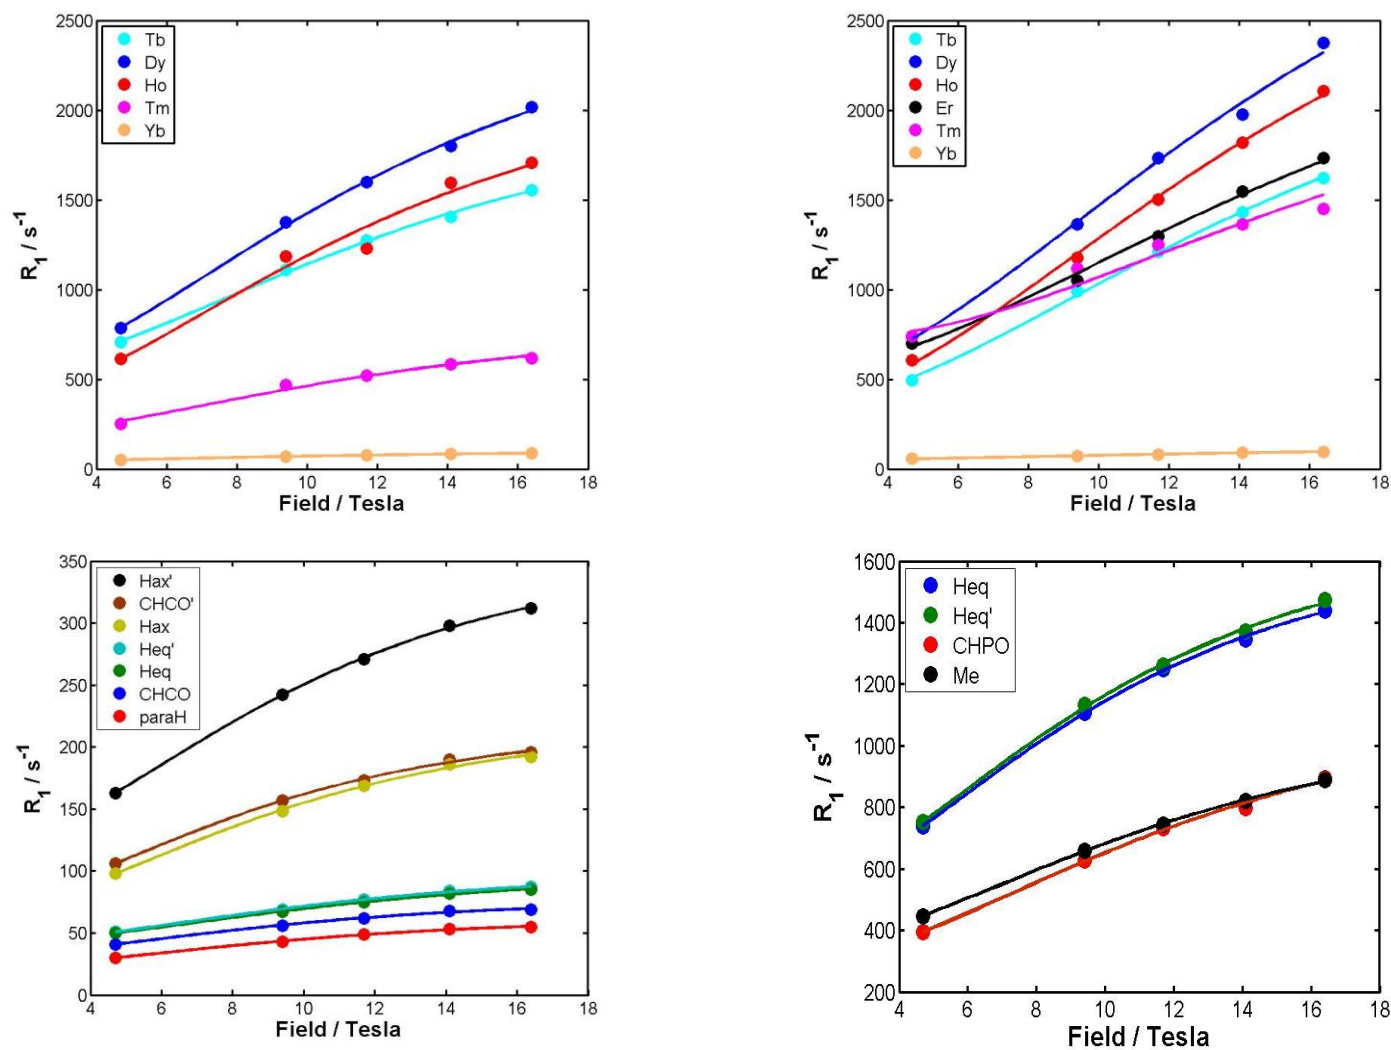 2500
2000
1500
1000
500
0
R1 / s-1
Tb
Dy
Ho
Tm
Yb
4 6 8 10 12 14 16 18
Field / Tesla
2500
2000
1500
1000
500
0
R1 / s-1
Tb
Dy
Ho
Er
Tm
Yb
4 6 8 10 12 14 16 18
Field / Tesla
350
300
250
200
150
100
50
0
R1 / s-1
Hax'
CHCO'
Hax
Heq'
Heq
CHCO
paraH
4 6 8 10 12 14 16 18
Field / Tesla
1600
1400
1200
1000
800
600
400
200
R1 / s-1
Heq
Heq'
CHPO
Me
4 6 8 10 12 14 16 18
Field / Tesla